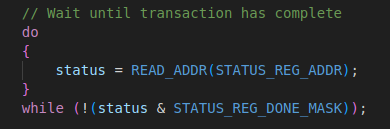 // Wait until transaction has complete
do
{
    status = READ_ADDR(STATUS_REG_ADDR);
}
while (!(status & STATUS_REG_DONE_MASK));